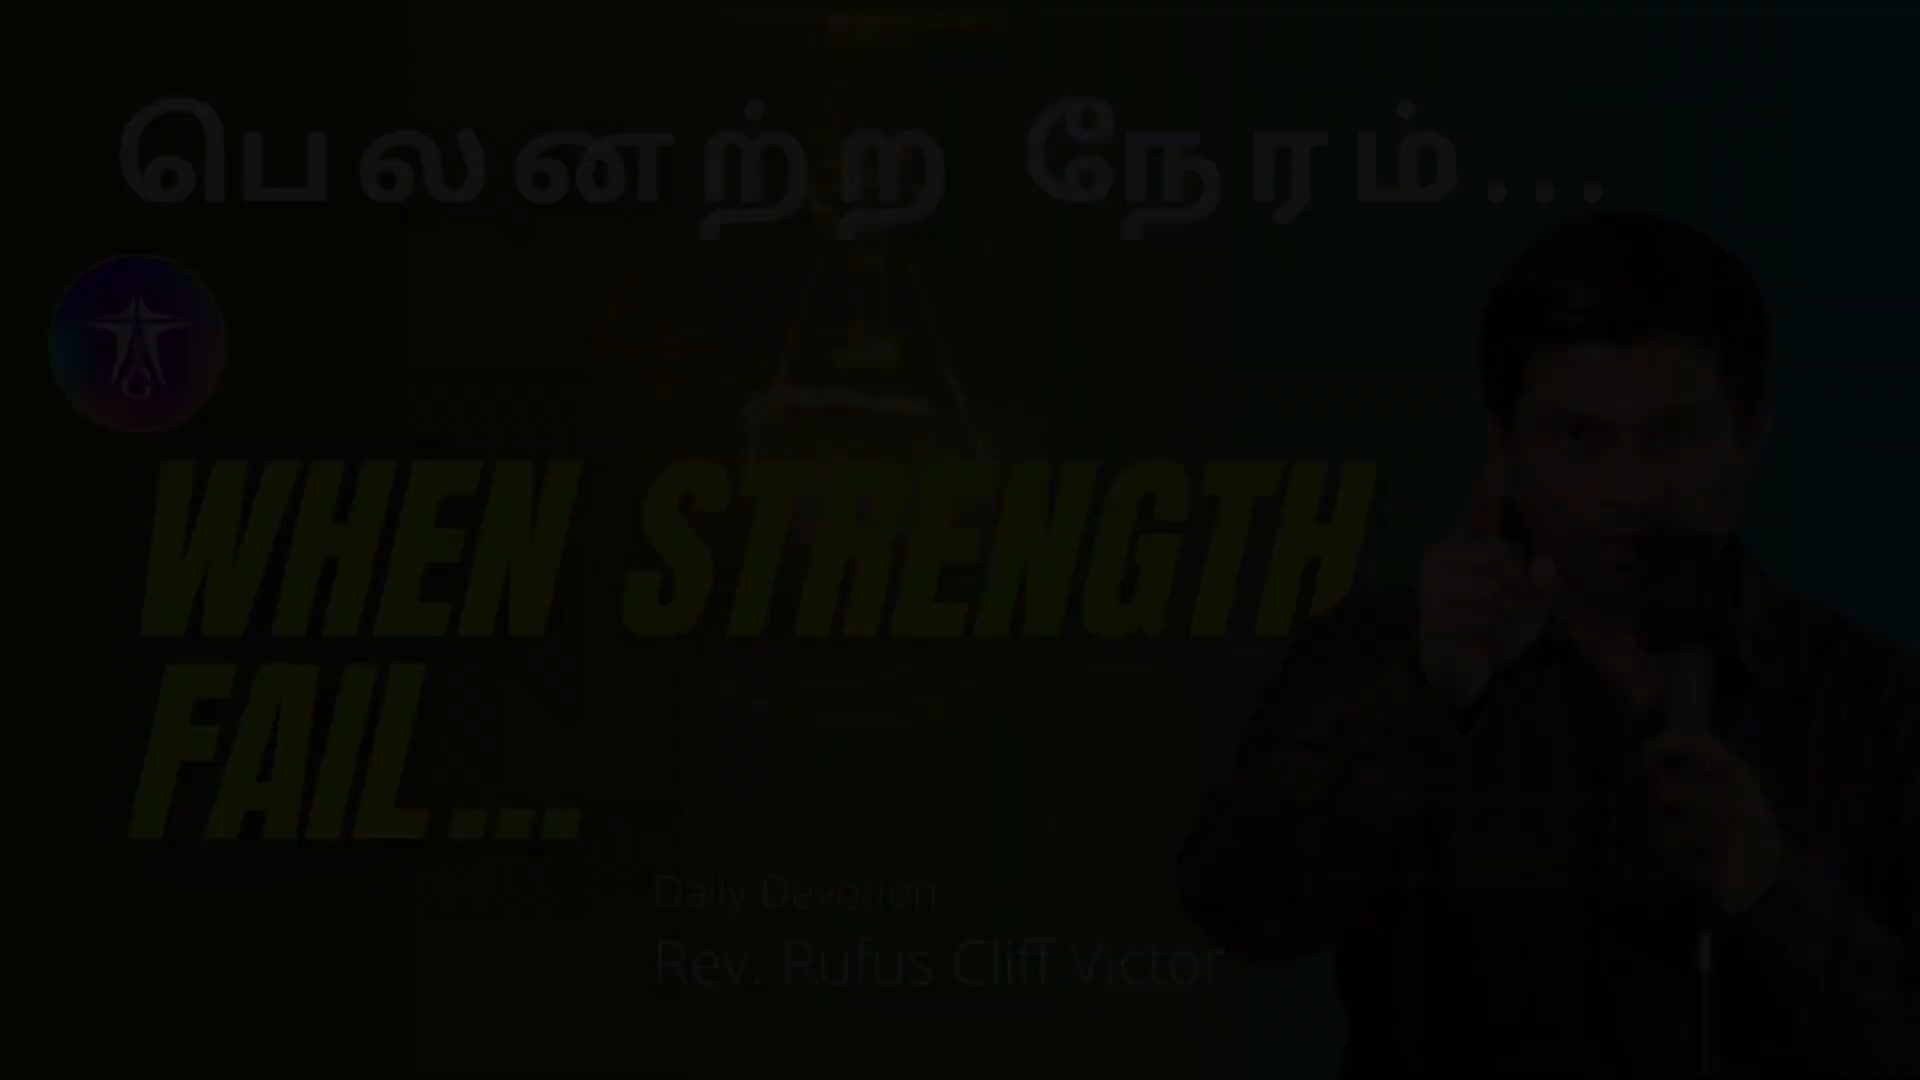 பெலனற்ற நேரம்...
G
WHEN STRENGTH
FAIL...
Daily Devotion
Rev. Rufus Cliff Victor